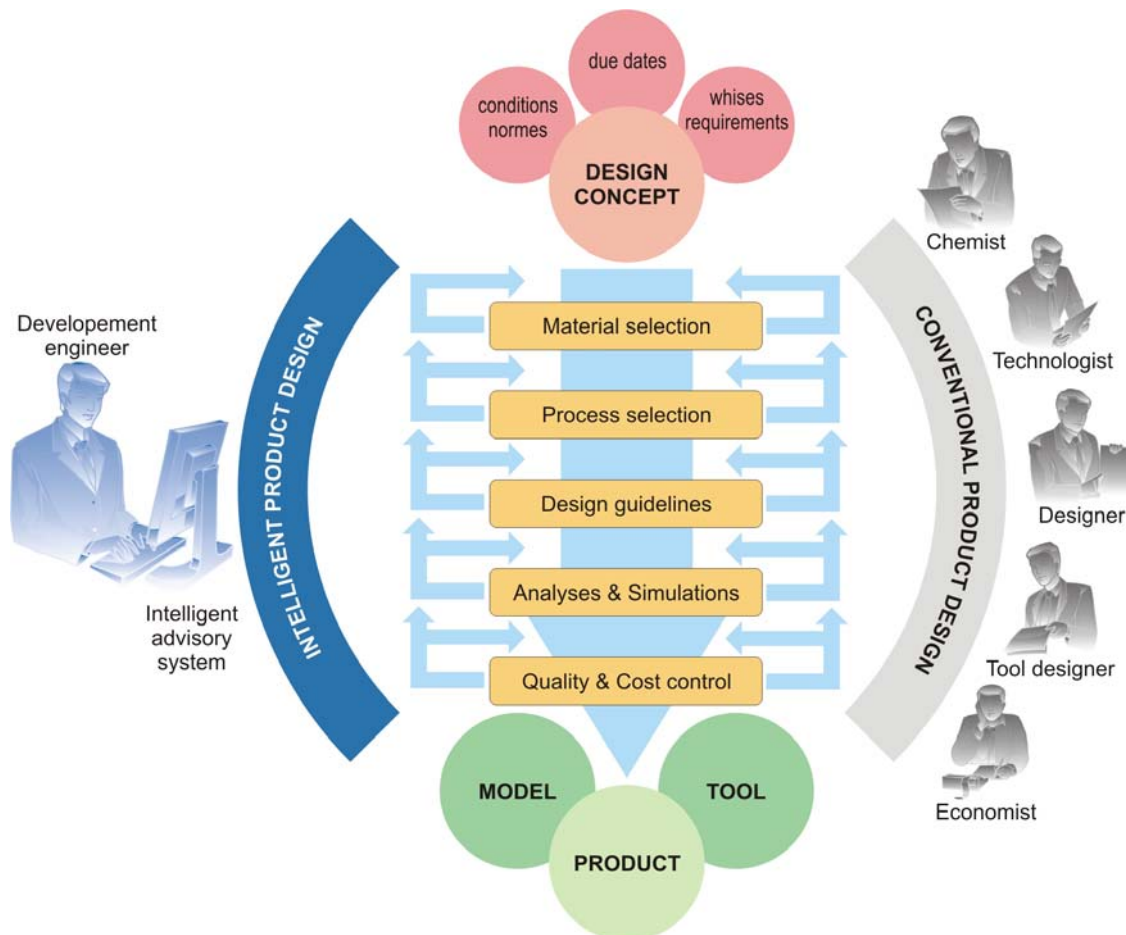 due dates
conditions
normes
whises
requirements
DESIGN
CONCEPT
Chemist
Technologist
Designer
Tool designer
Economist
CONVENTIONAL PRODUCT DESIGN
Developement
engineer
Intelligent
advisory
system
INTELLIGENT PRODUCT DESIGN
Material selection
Process selection
Design guidelines
Analyses & Simulations
Quality & Cost control
MODEL
TOOL
PRODUCT